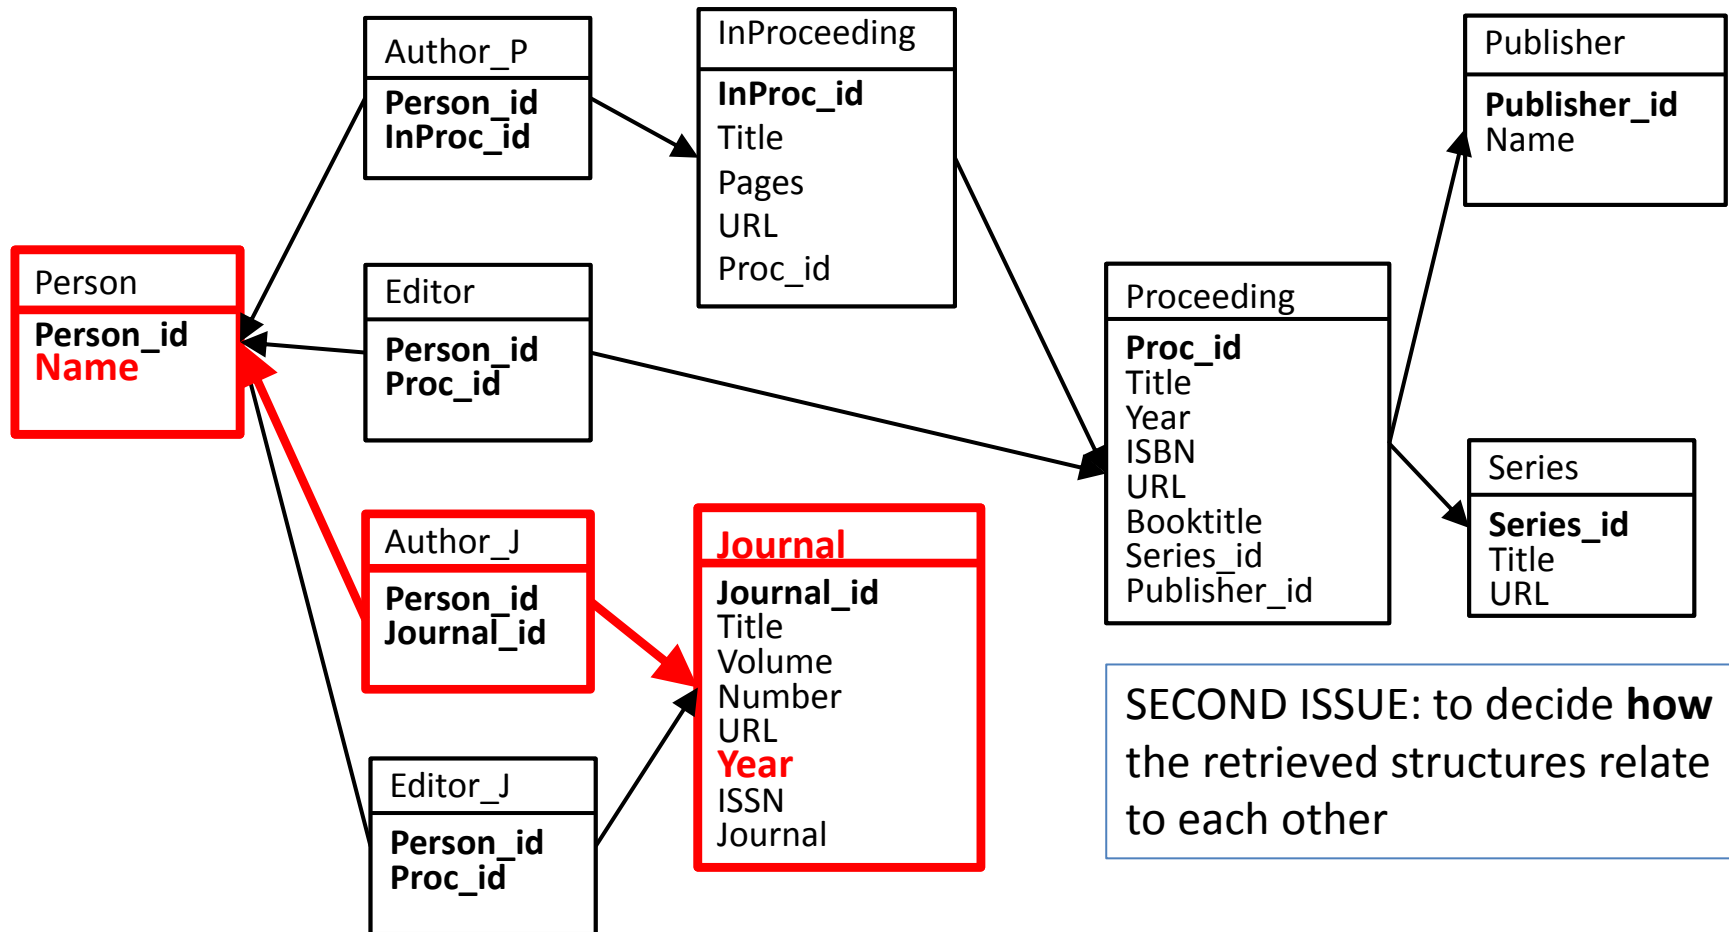 Author_P
Person_id
InProc_id
InProceeding
InProc_id
Title
Pages
URL
Proc_id
Publisher
Publisher_id
Name
Person
Person_id
Name
Editor
Person_id
Proc_id
Proceeding
Proc_id
Title
Year
ISBN
URL
Booktitle
Series_id
Publisher_id
Series
Series_id
Title
URL
Author_J
Person_id
Journal_id
Journal
Journal_id
Title
Volume
Number
URL
Year
ISSN
Journal
Editor_J
Person_id
Proc_id
SECOND ISSUE: to decide how
the retrieved structures relate
to each other